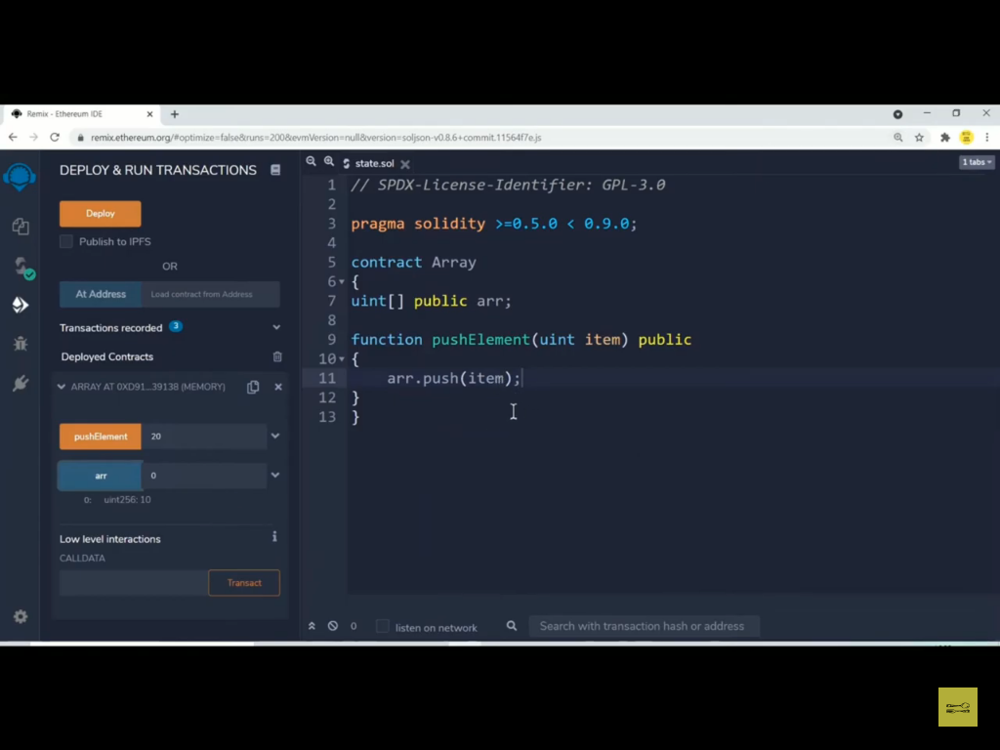 Remix - Ethereum IDE
remix.ethereum.org/#optimize=false&runs=200&evmVersion=null&version=soljson-v0.8.6+commit.11564f7e.js
DEPLOY & RUN TRANSACTIONS
Deploy
Publish to IPFS
OR
At Address Load contract from Address
Transactions recorded 3
Deployed Contracts
ARRAY AT 0XD91...39138 (MEMORY)
pushElement 20
arr 0
0: uint256: 10
Low level interactions i
CALLDATA
Transact
state.sol
1 tabs
1 // SPDX-License-Identifier: GPL-3.0
2
3 pragma solidity >=0.5.0 < 0.9.0;
4
5 contract Array
6 {
7 uint[] public arr;
8
9 function pushElement(uint item) public
10 {
11 arr.push(item);
12 }
13 }
0 listen on network Search with transaction hash or address